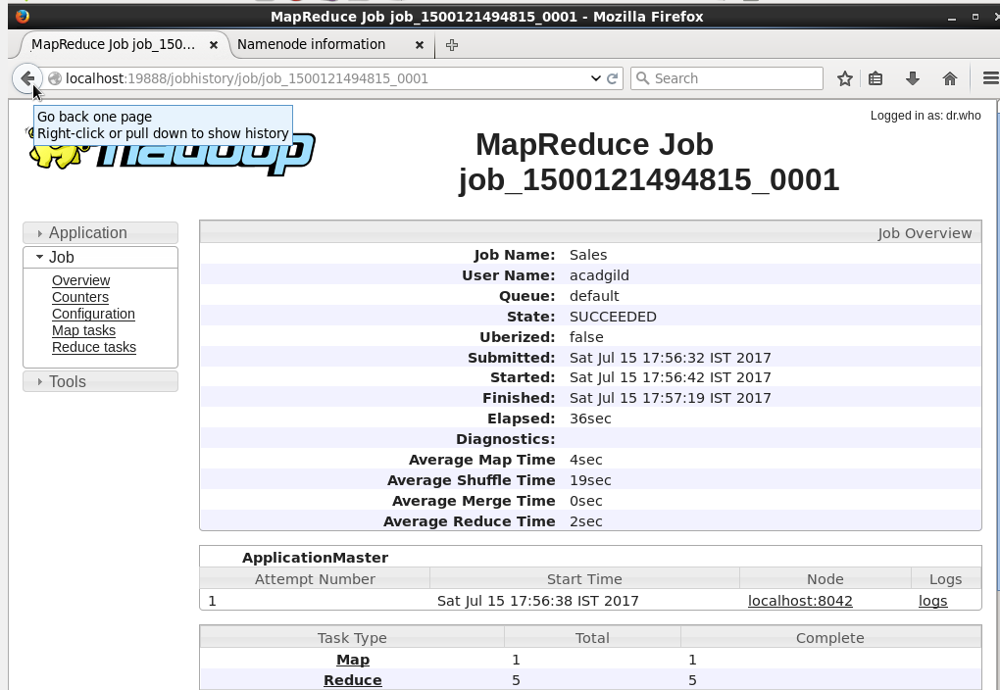 MapReduce Job job_1500121494815_0001 - Mozilla Firefox
MapReduce Job job_150... Namenode information
localhost:19888/jobhistory/job/job_1500121494815_0001 Search
Go back one page
Right-click or pull down to show history
Logged in as: dr.who
hadoop
MapReduce Job
job_1500121494815_0001
Application
Job
Overview
Counters
Configuration
Map tasks
Reduce tasks
Tools
Job Overview
Job Name: Sales
User Name: acadgild
Queue: default
State: SUCCEEDED
Uberized: false
Submitted: Sat Jul 15 17:56:32 IST 2017
Started: Sat Jul 15 17:56:42 IST 2017
Finished: Sat Jul 15 17:57:19 IST 2017
Elapsed: 36sec
Diagnostics:
Average Map Time 4sec
Average Shuffle Time 19sec
Average Merge Time 0sec
Average Reduce Time 2sec
ApplicationMaster
Attempt Number Start Time Node Logs
1 Sat Jul 15 17:56:38 IST 2017 localhost:8042 logs
Task Type Total Complete
Map 1 1
Reduce 5 5